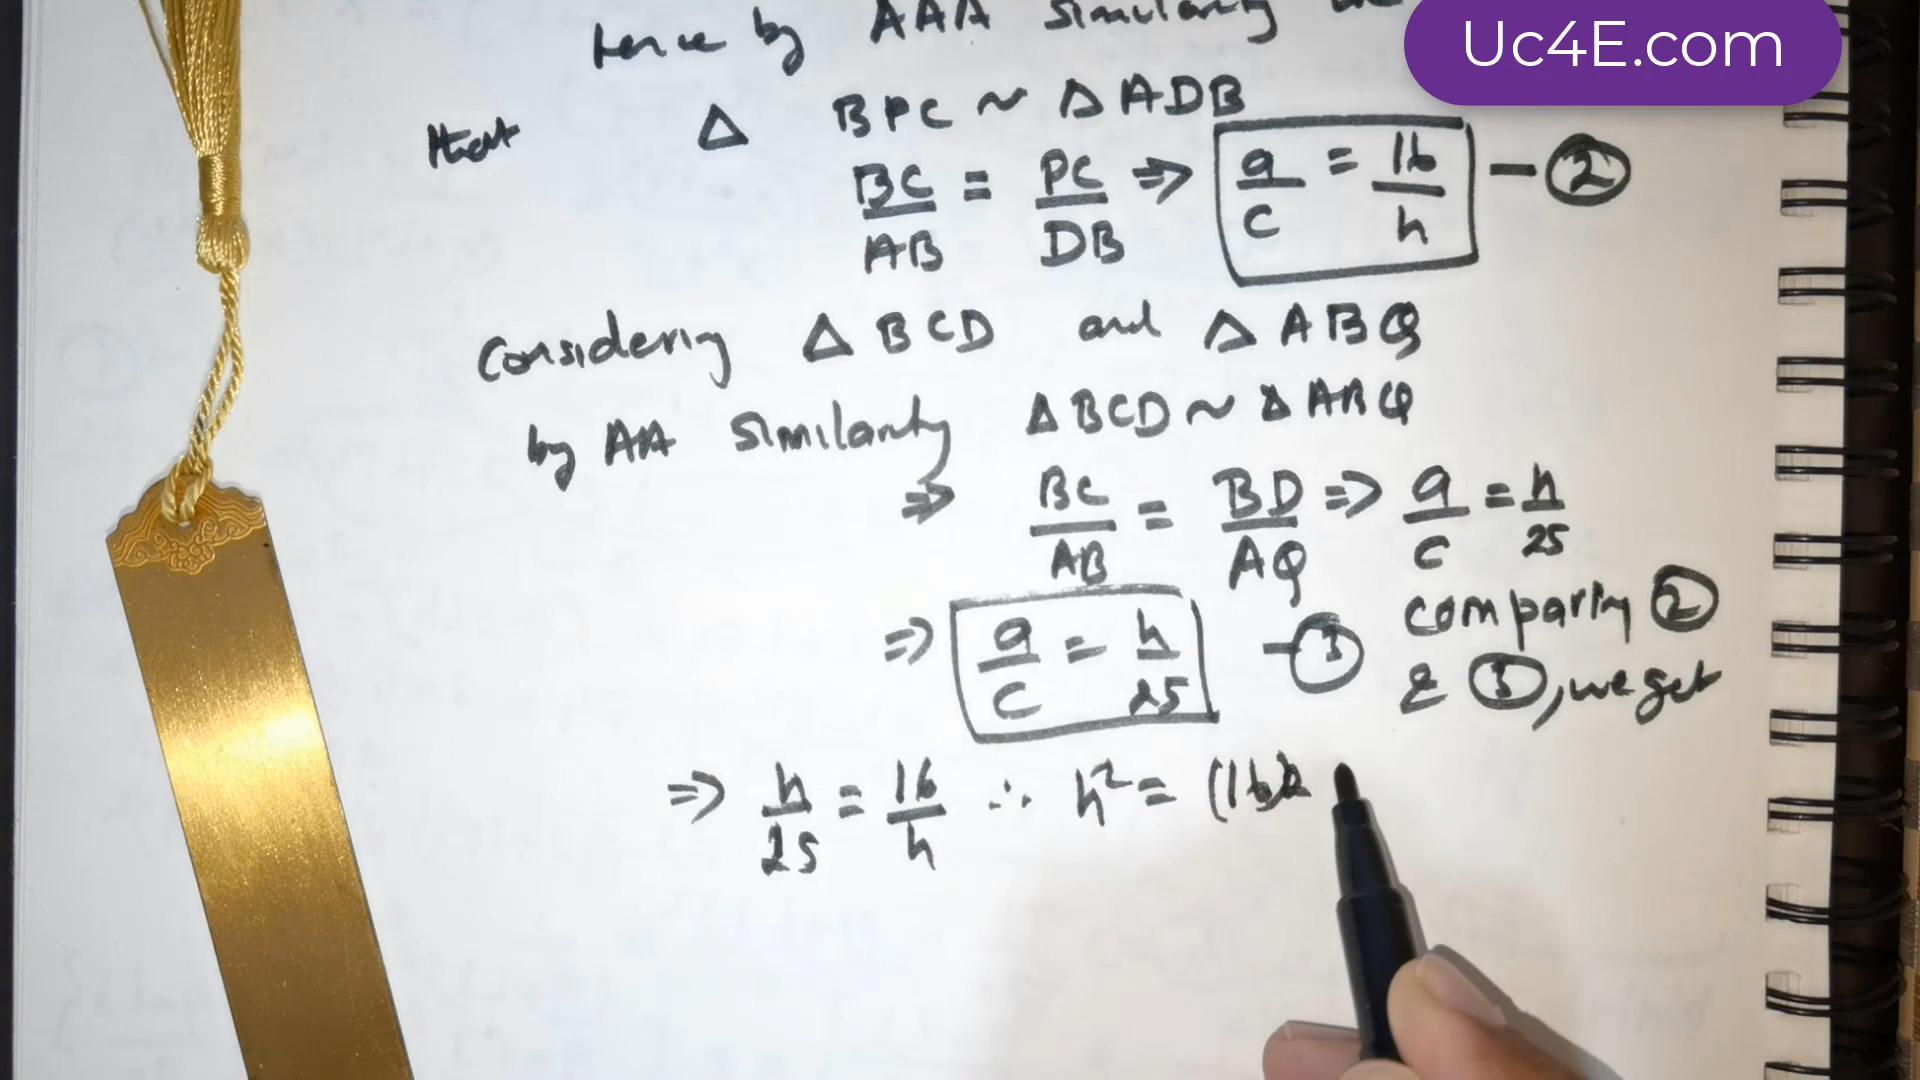 Hence by AAA similarity
Uc4E.com
that Δ BPC ~ Δ ADB
BC/AB = PC/DB ⇒ a/c = 16/h - ②
Considering Δ BCD and Δ ABQ
by AA similarity Δ BCD ~ Δ ABQ
⇒ BC/AB = BD/AQ ⇒ a/c = h/25
⇒ a/c = h/25 - ③ comparing ②
& ③, we get
⇒ h/25 = 16/h ∴ h² = (16)2